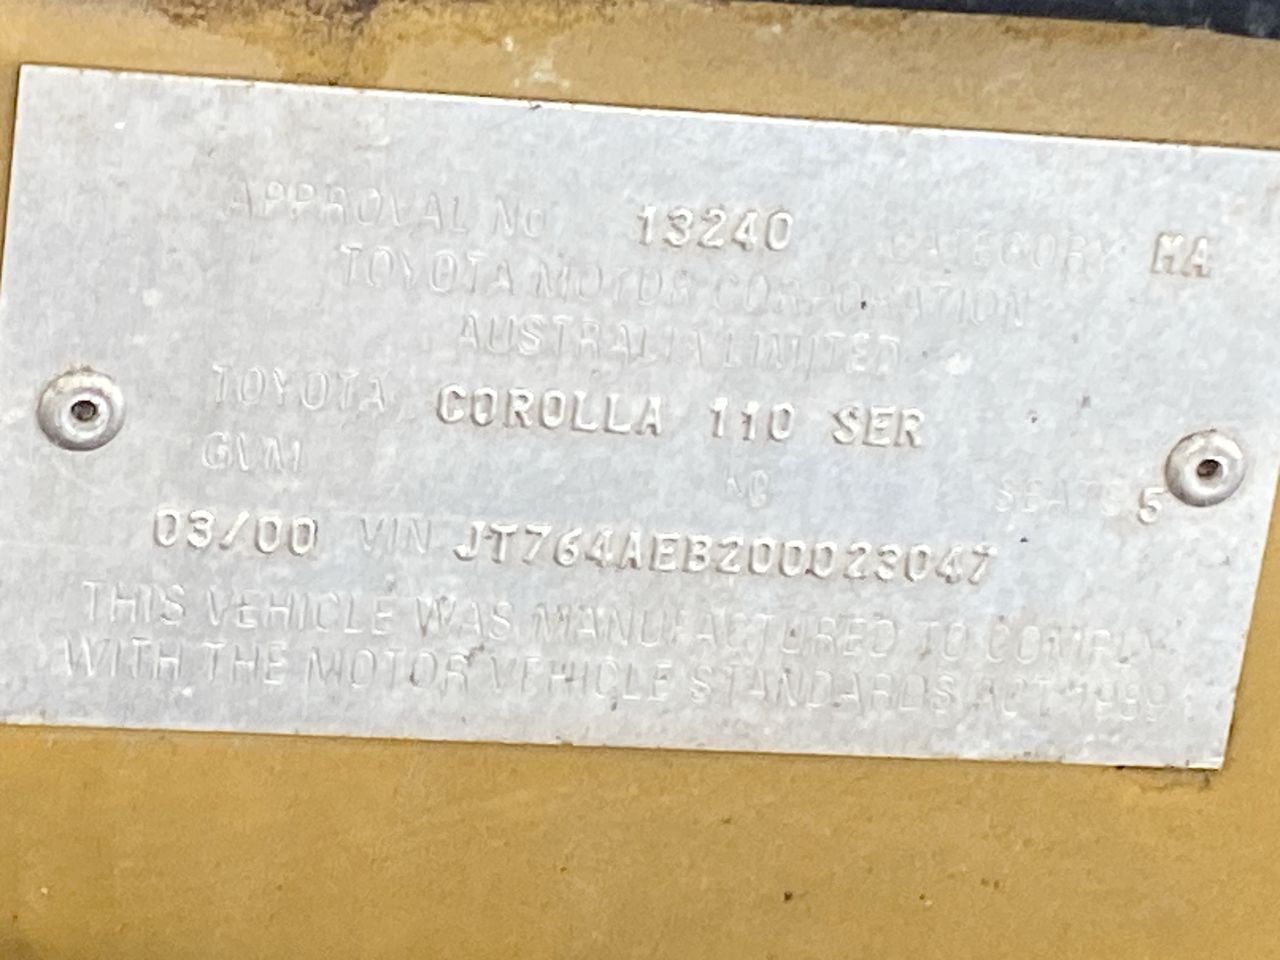 APPROVAL No 13240 CATEGORY MA
TOYOTA MOTOR CORPORATION
AUSTRALIA LIMITED
TOYOTA COROLLA 110 SER
GVM KG SEATS 5
03/00 VIN JT764AEB200023047
THIS VEHICLE WAS MANUFACTURED TO COMPLY
WITH THE MOTOR VEHICLE STANDARDS ACT 1989